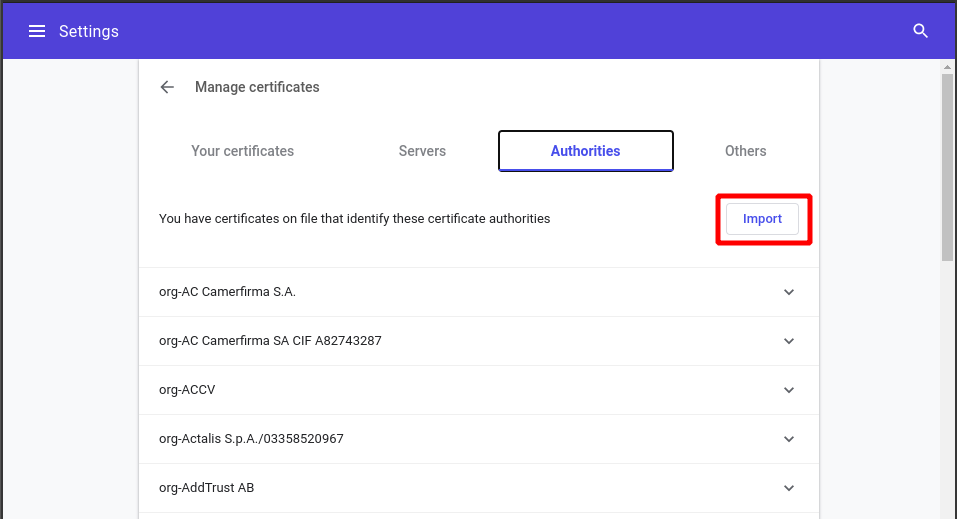 Settings
Manage certificates
Your certificates Servers Authorities Others
You have certificates on file that identify these certificate authorities Import
org-AC Camerfirma S.A.
org-AC Camerfirma SA CIF A82743287
org-ACCV
org-Actalis S.p.A./03358520967
org-AddTrust AB